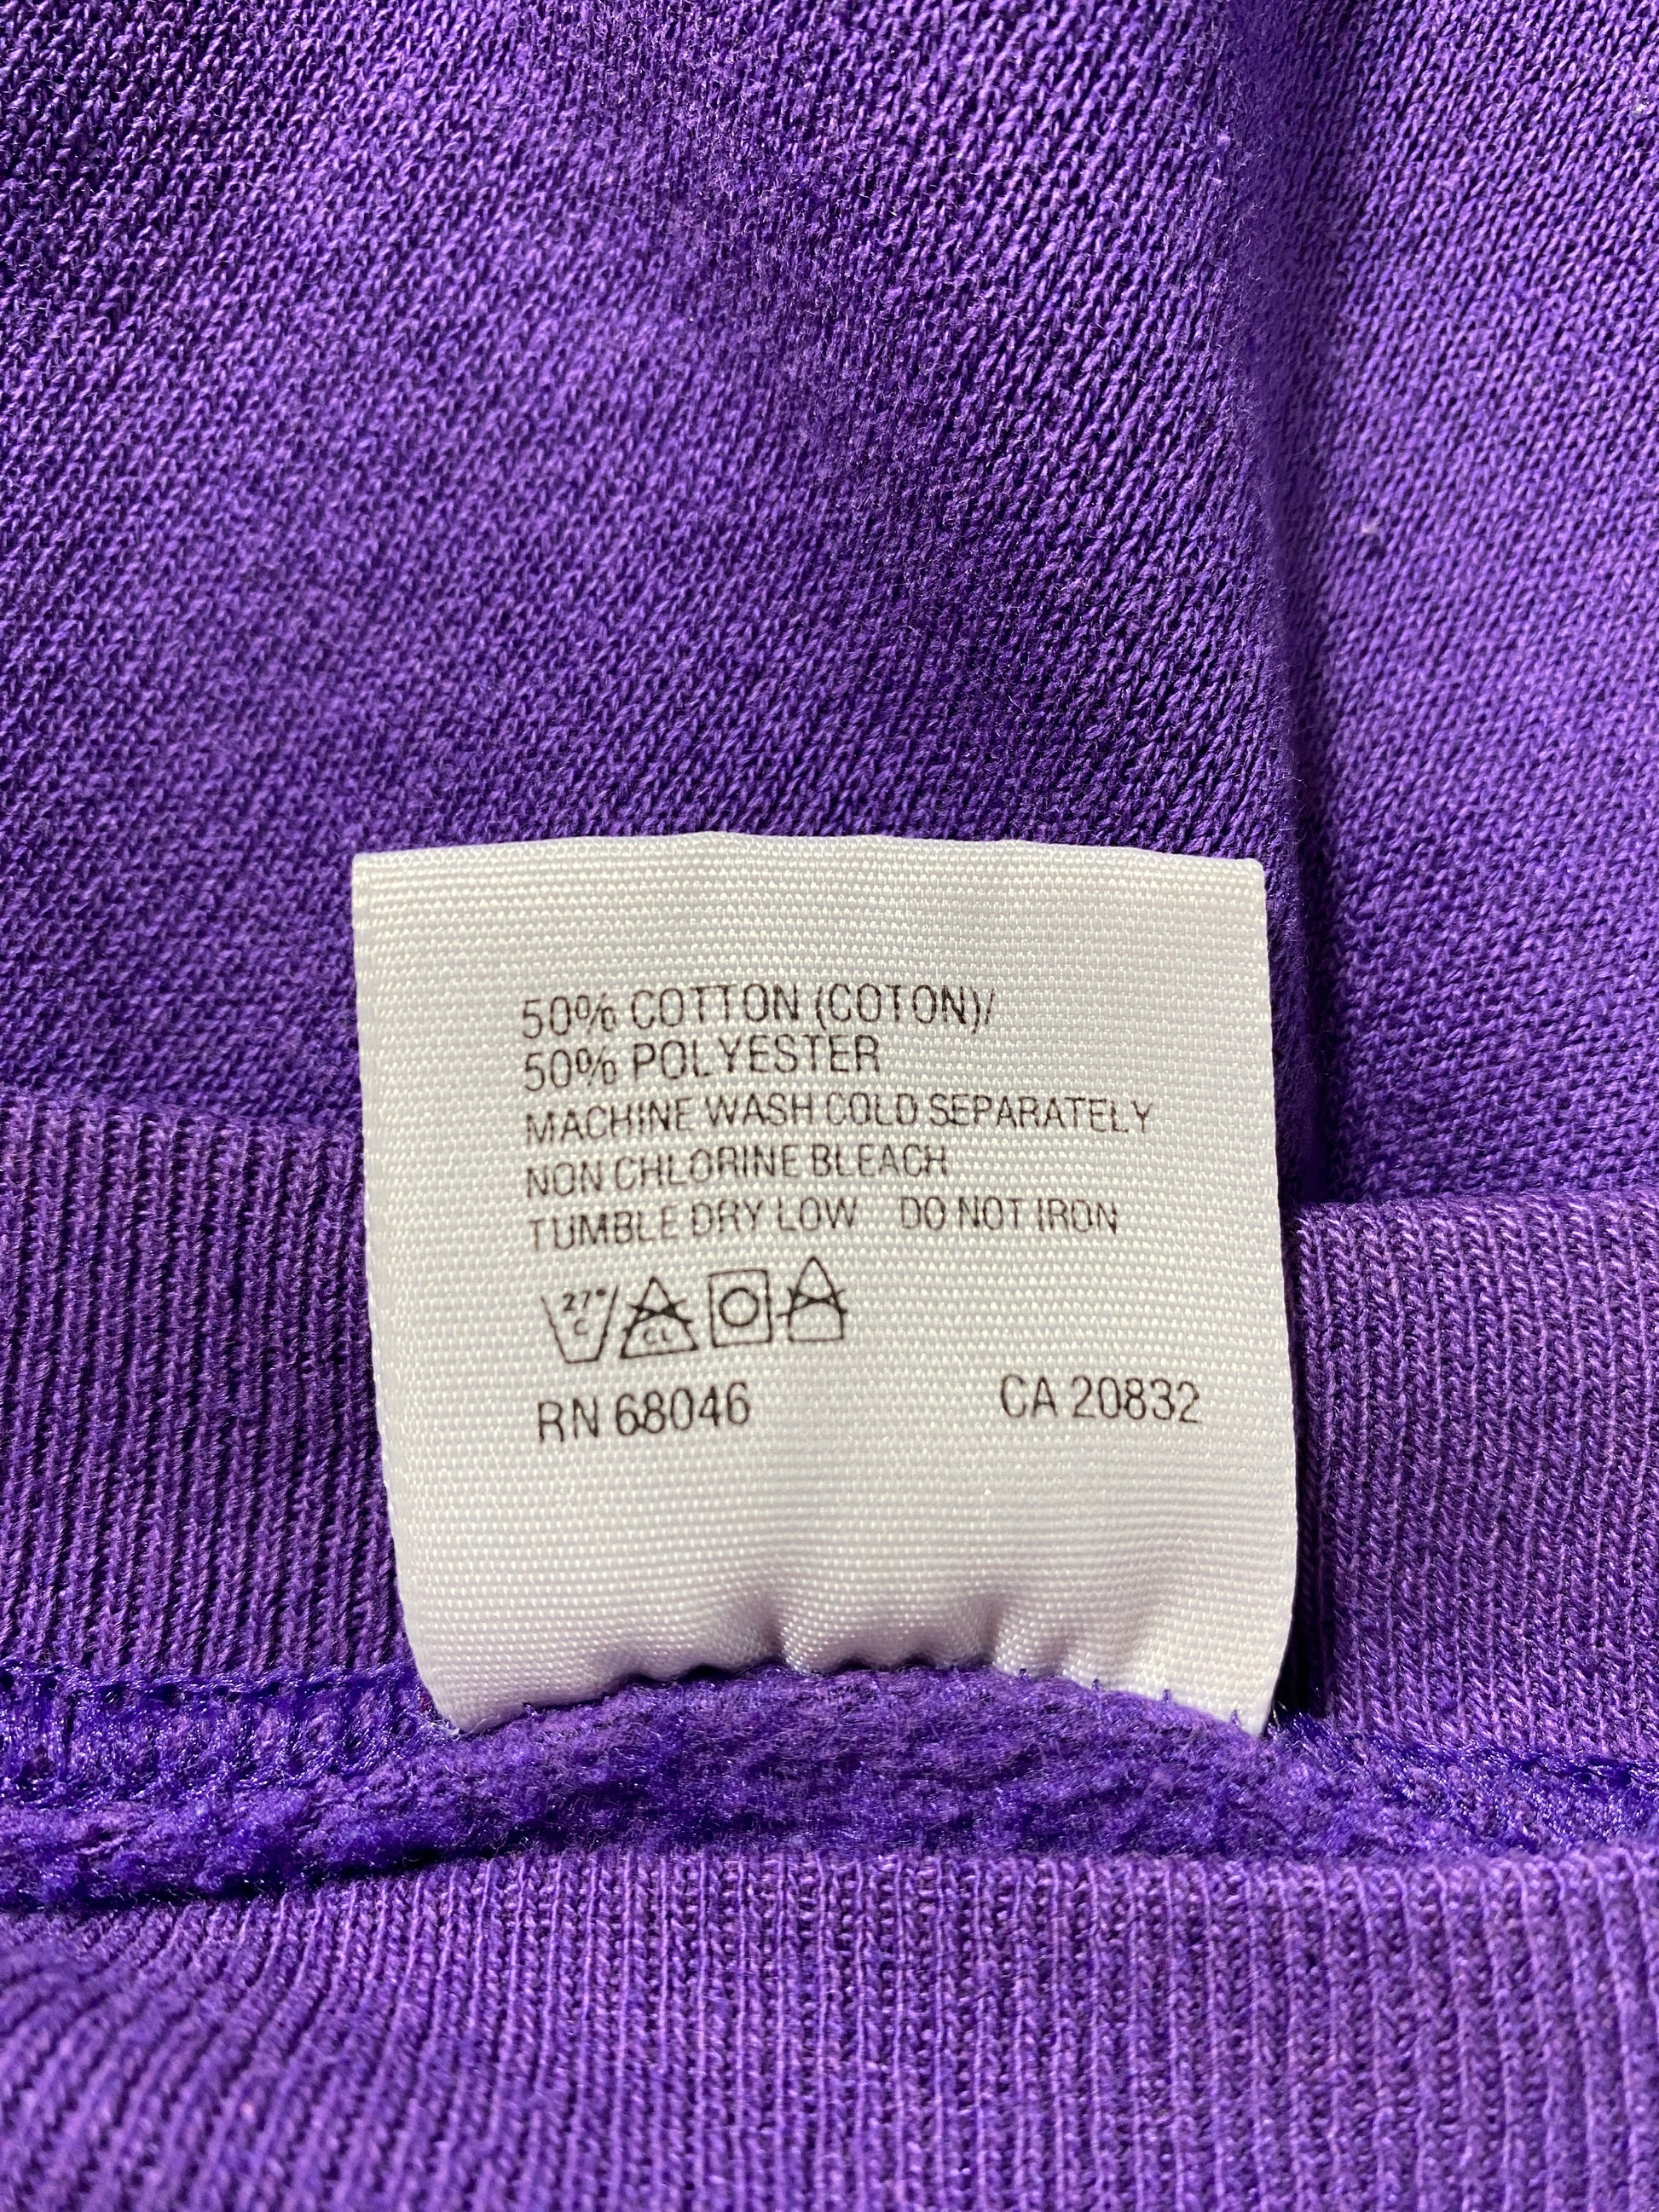 50% COTTON (COTON)/
50% POLYESTER
MACHINE WASH COLD SEPARATELY
NON CHLORINE BLEACH
TUMBLE DRY LOW DO NOT IRON
27° C CL
RN 68046 CA 20832